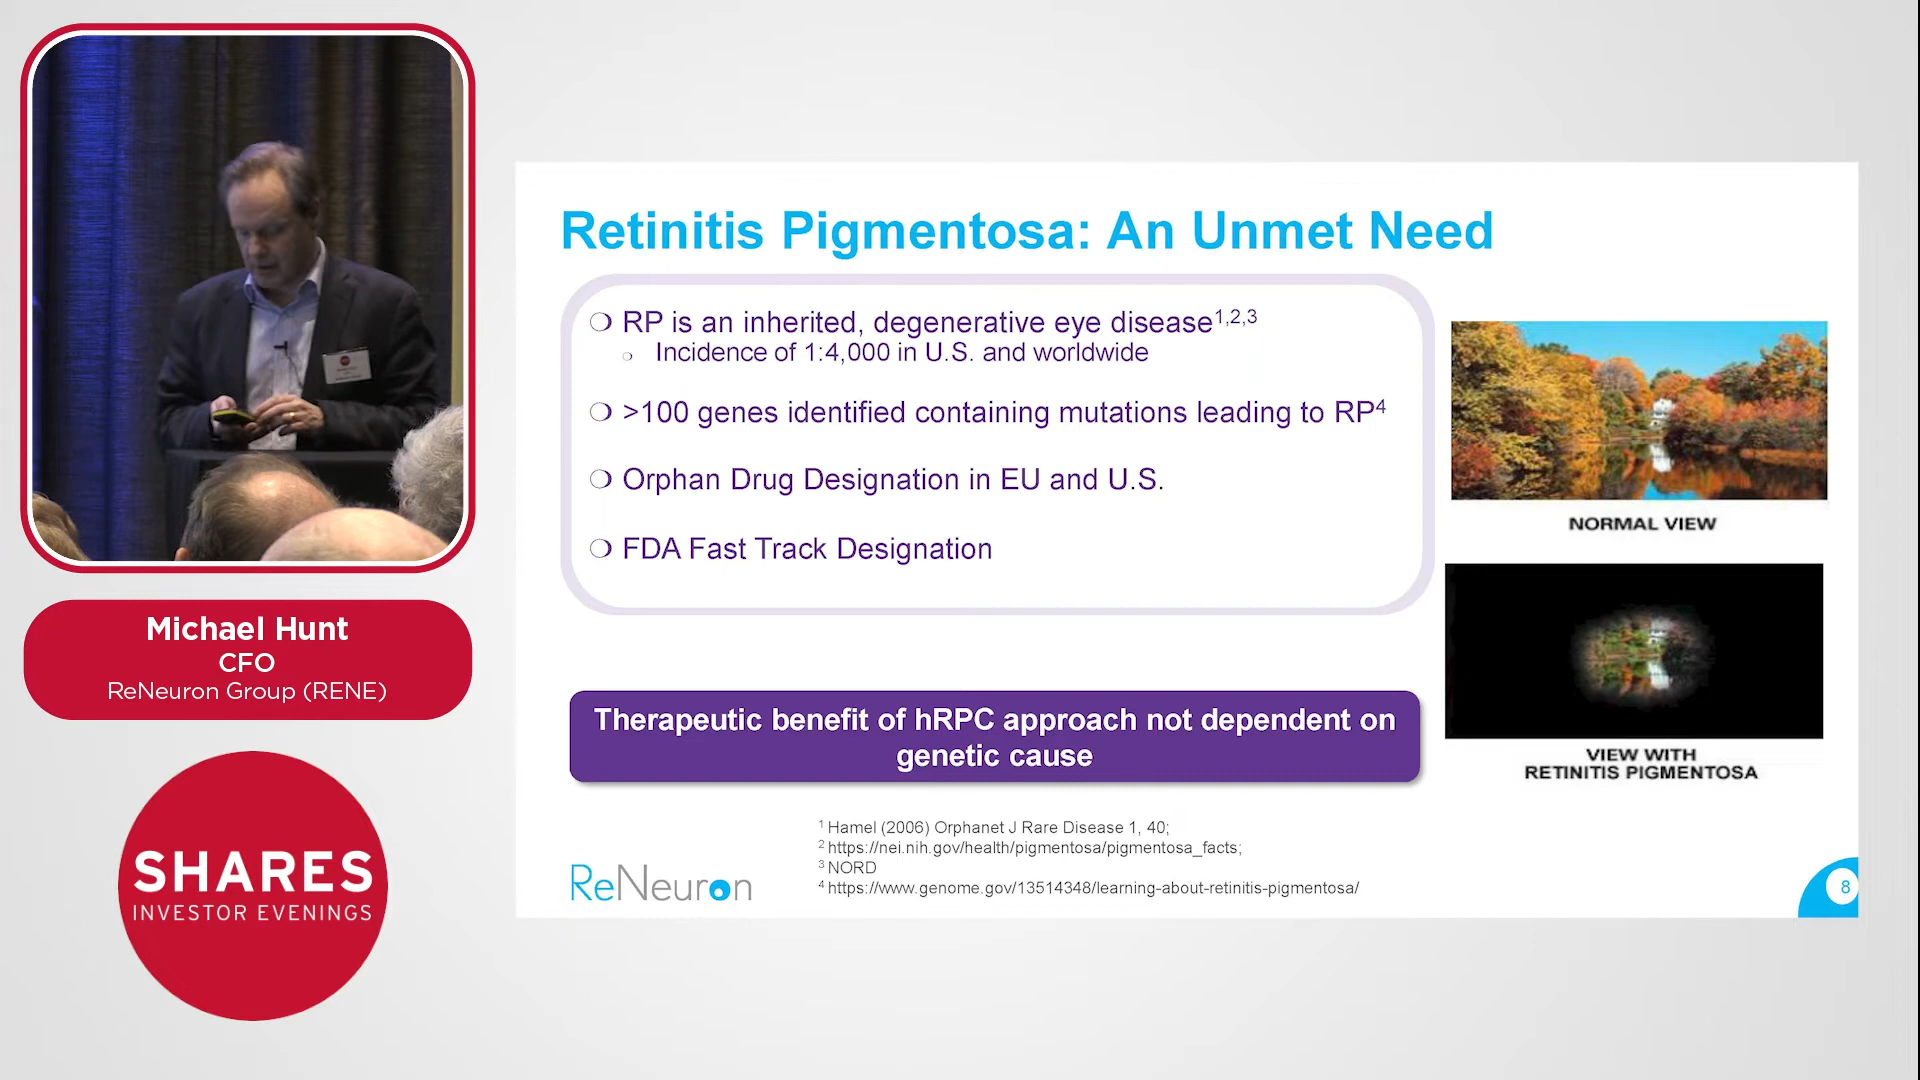 Retinitis Pigmentosa: An Unmet Need
RP is an inherited, degenerative eye disease1,2,3
Incidence of 1:4,000 in U.S. and worldwide
>100 genes identified containing mutations leading to RP4
Orphan Drug Designation in EU and U.S.
FDA Fast Track Designation
NORMAL VIEW
VIEW WITH
RETINITIS PIGMENTOSA
Therapeutic benefit of hRPC approach not dependent on
genetic cause
1 Hamel (2006) Orphanet J Rare Disease 1, 40;
2 https://nei.nih.gov/health/pigmentosa/pigmentosa_facts;
3 NORD
4 https://www.genome.gov/13514348/learning-about-retinitis-pigmentosa/
ReNeuron
8
Michael Hunt
CFO
ReNeuron Group (RENE)
SHARES
INVESTOR EVENINGS